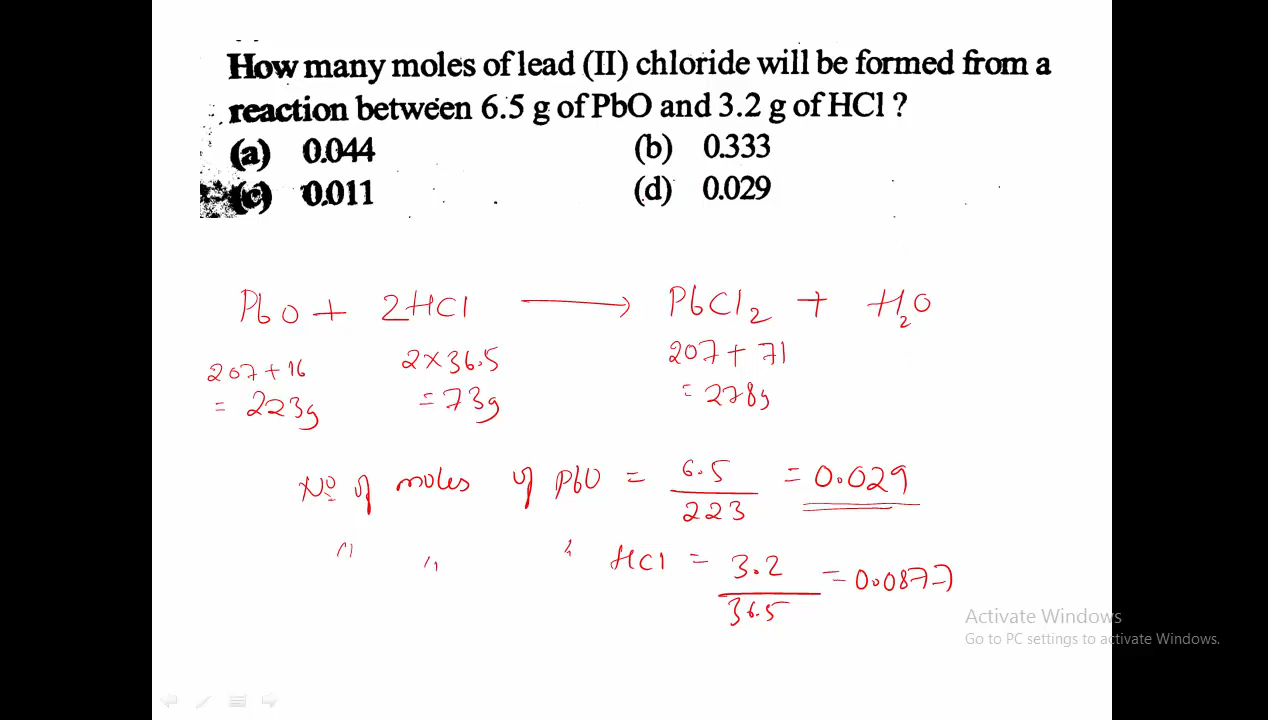 How many moles of lead (II) chloride will be formed from a
reaction between 6.5 g of PbO and 3.2 g of HCl ?
(a) 0.044 (b) 0.333
(c) 0.011 (d) 0.029
PbO + 2HCl ⟶ PbCl₂ + H₂O
207+16 2×36.5 207+71
= 223g = 73g = 278g
No of moles of PbO = 6.5/223 = 0.029
" " " HCl = 3.2/36.5 = 0.0877
Activate Windows
Go to PC settings to activate Windows.